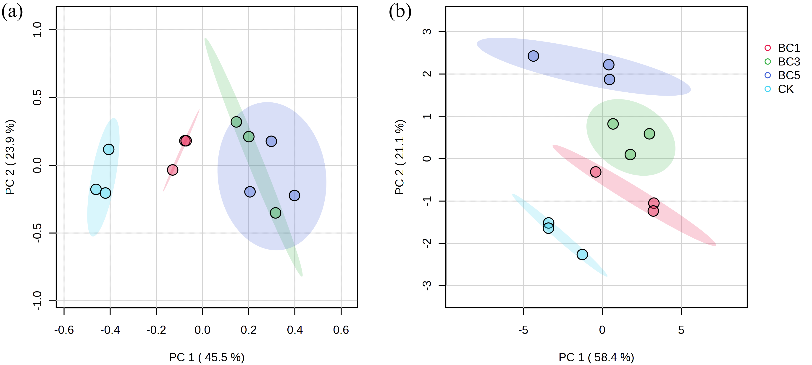 (a)
1.0
0.5
0.0
-0.5
-1.0
PC 2 ( 23.9 %)
-0.6
-0.4
-0.2
0.0
0.2
0.4
0.6
PC 1 ( 45.5 %)
(b)
3
2
1
0
-1
-2
-3
PC 2 ( 21.1 %)
-5
0
5
PC 1 ( 58.4 %)
BC1
BC3
BC5
CK